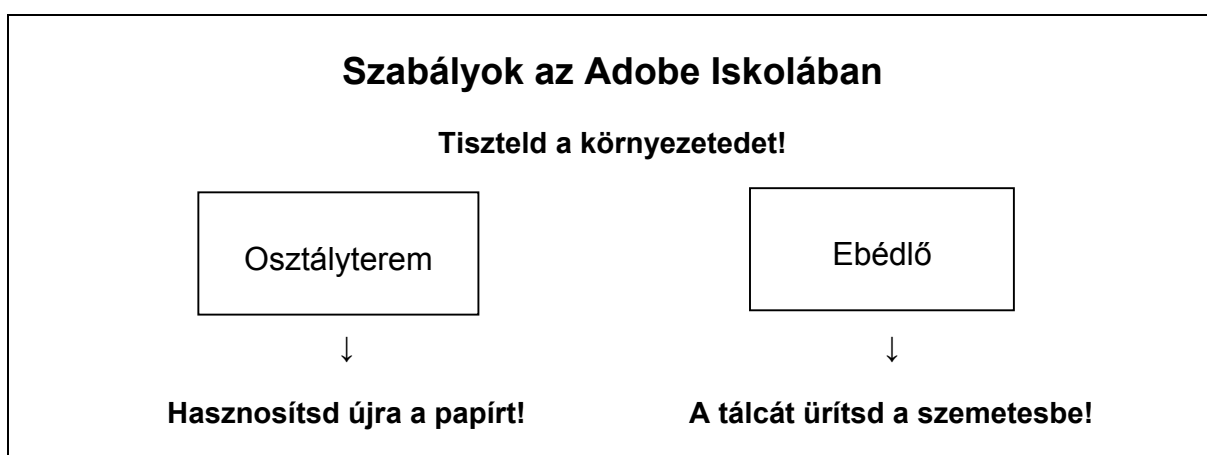 Szabályok az Adobe Iskolában
Tiszteld a környezetedet!
Osztályterem
Ebédlő
↓
↓
Hasznosítsd újra a papírt!
A tálcát ürítsd a szemetesbe!